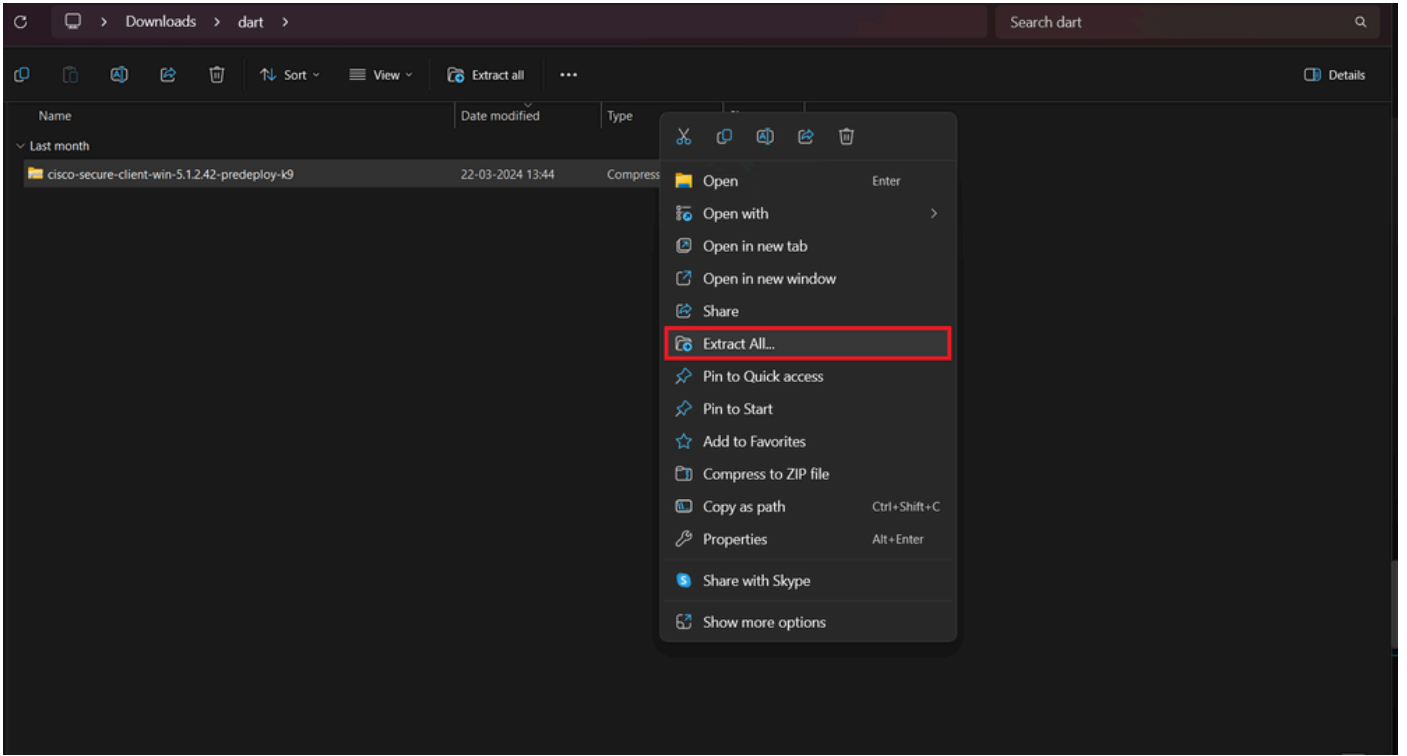 Downloads > dart >
Search dart
Sort
View
Extract all
Details
Name
Date modified
Type
Last month
cisco-secure-client-win-5.1.2.42-predeploy-k9
22-03-2024 13:44
Compress
Open Enter
Open with
Open in new tab
Open in new window
Share
Extract All...
Pin to Quick access
Pin to Start
Add to Favorites
Compress to ZIP file
Copy as path Ctrl+Shift+C
Properties Alt+Enter
Share with Skype
Show more options